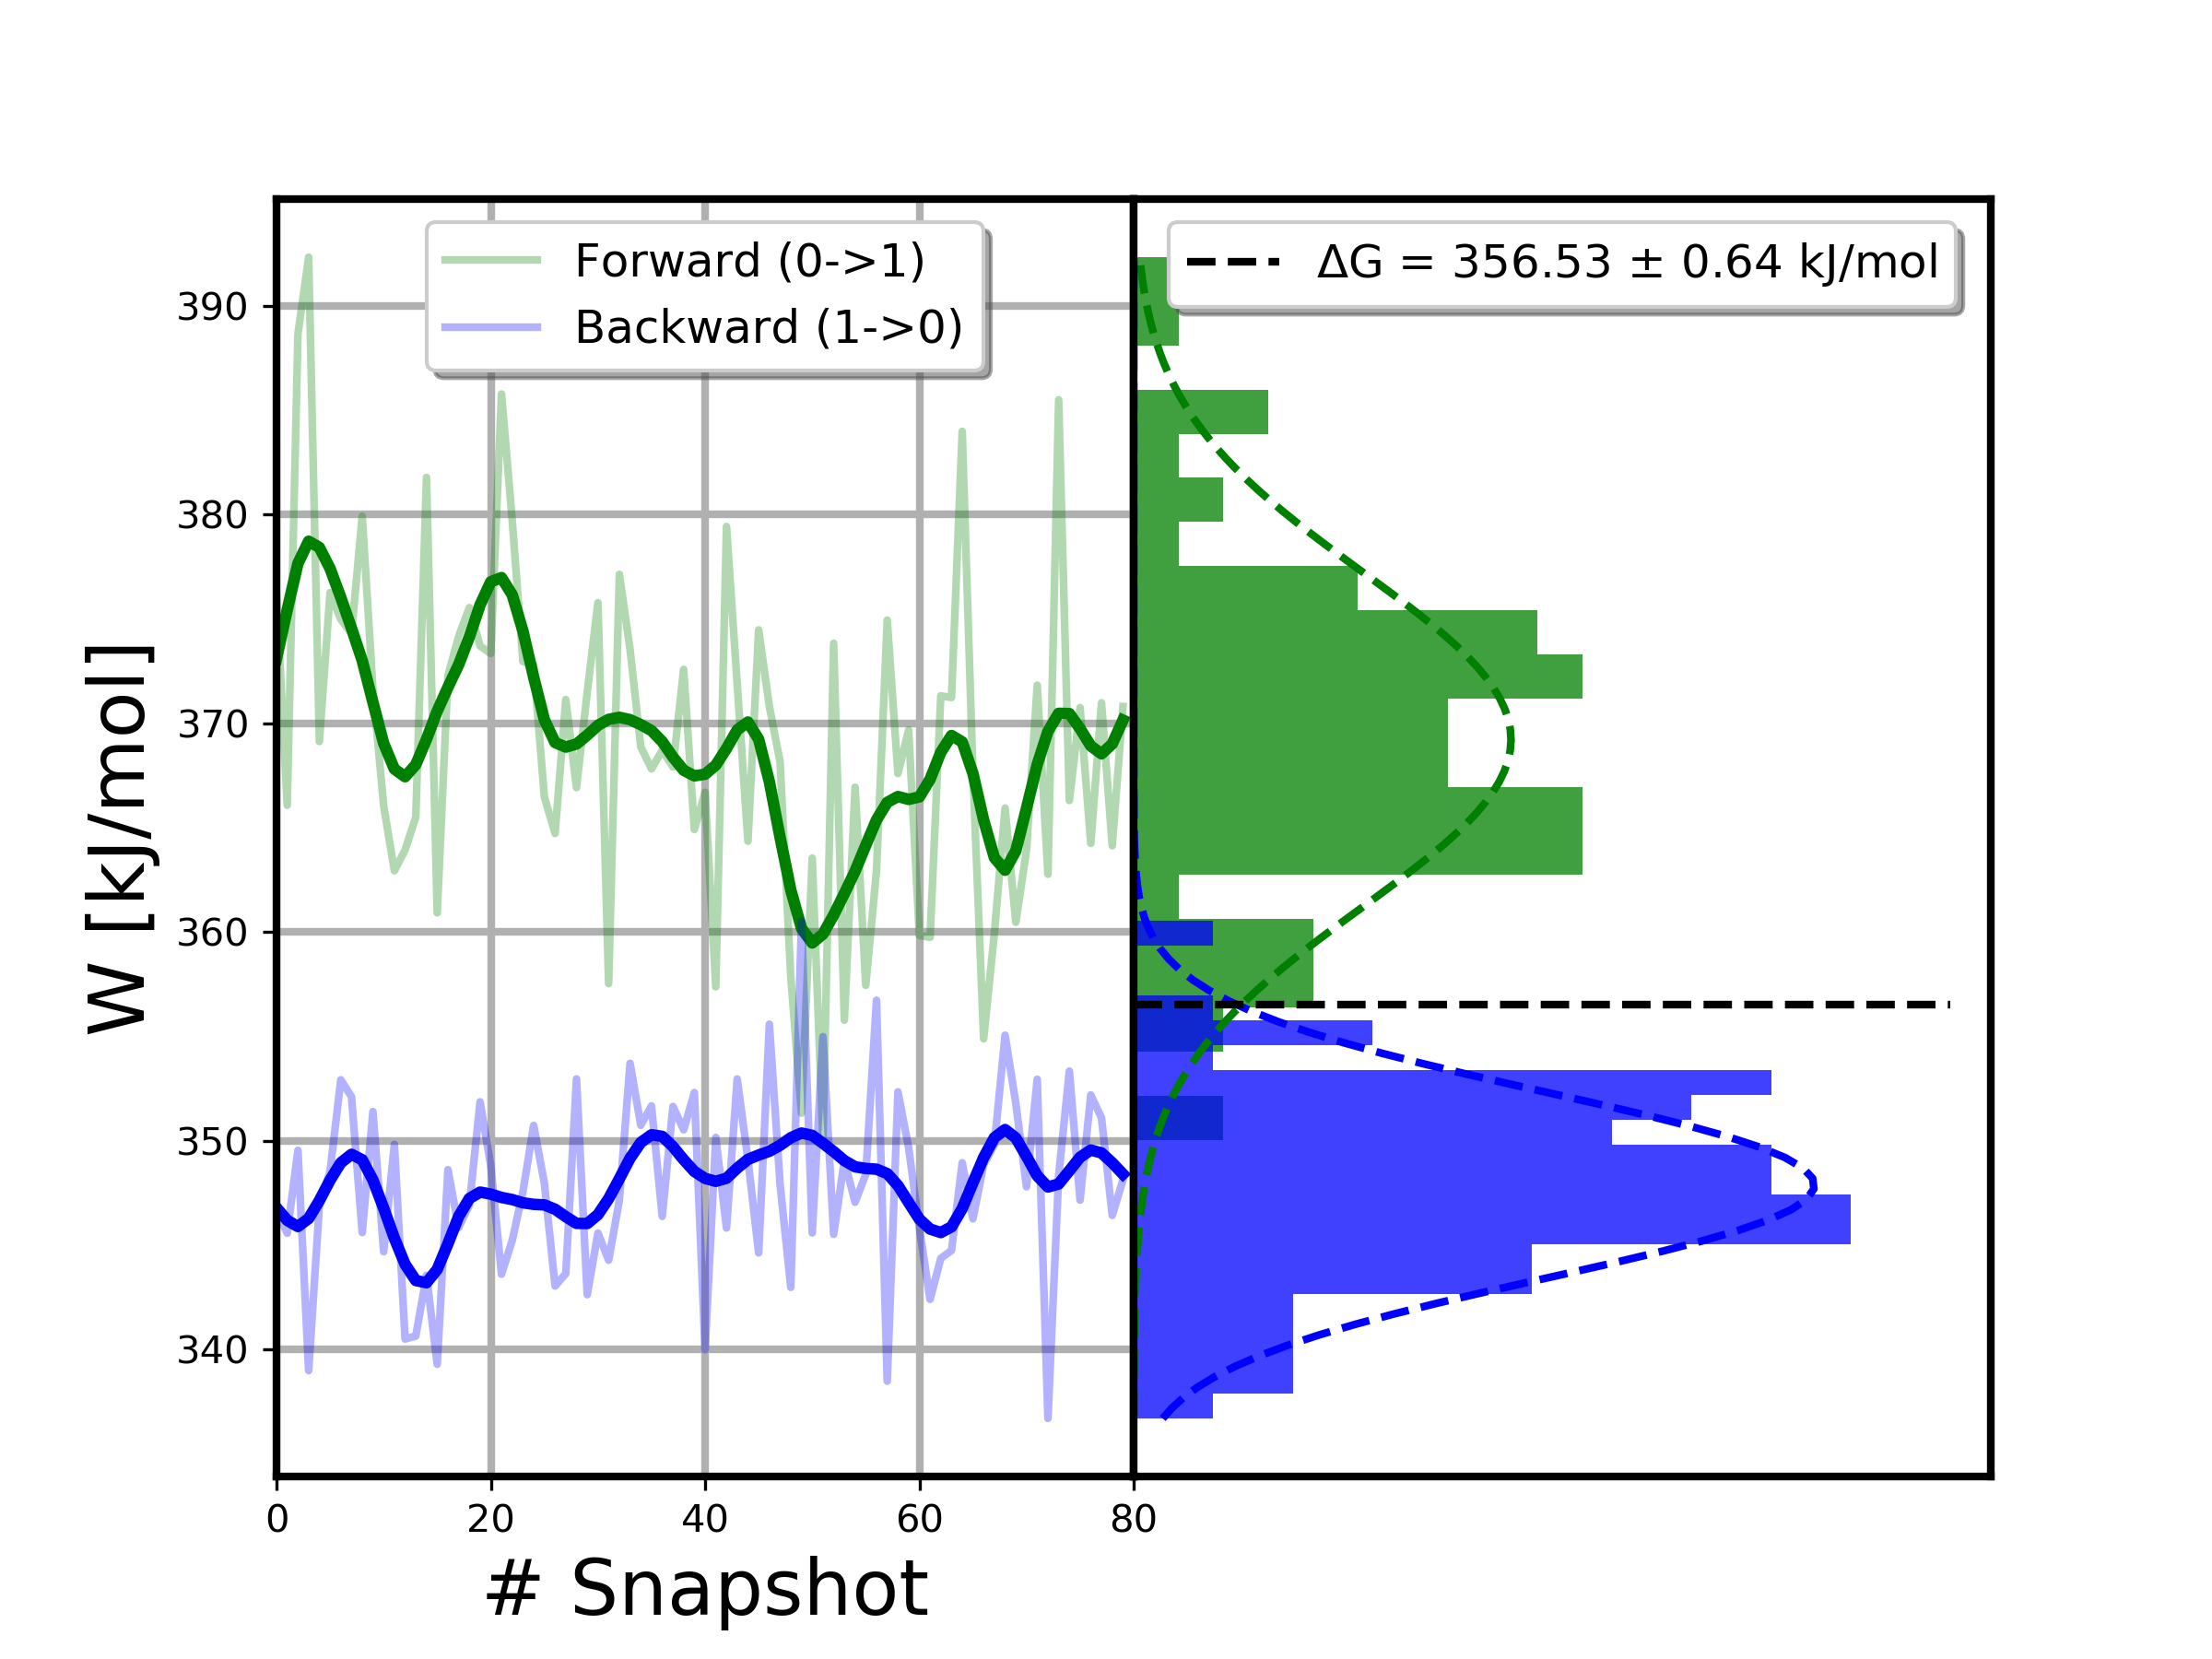 Forward (0->1)
Backward (1->0)
ΔG = 356.53 ± 0.64 kJ/mol
W [kJ/mol]
390
380
370
360
350
340
0 20 40 60 80
# Snapshot